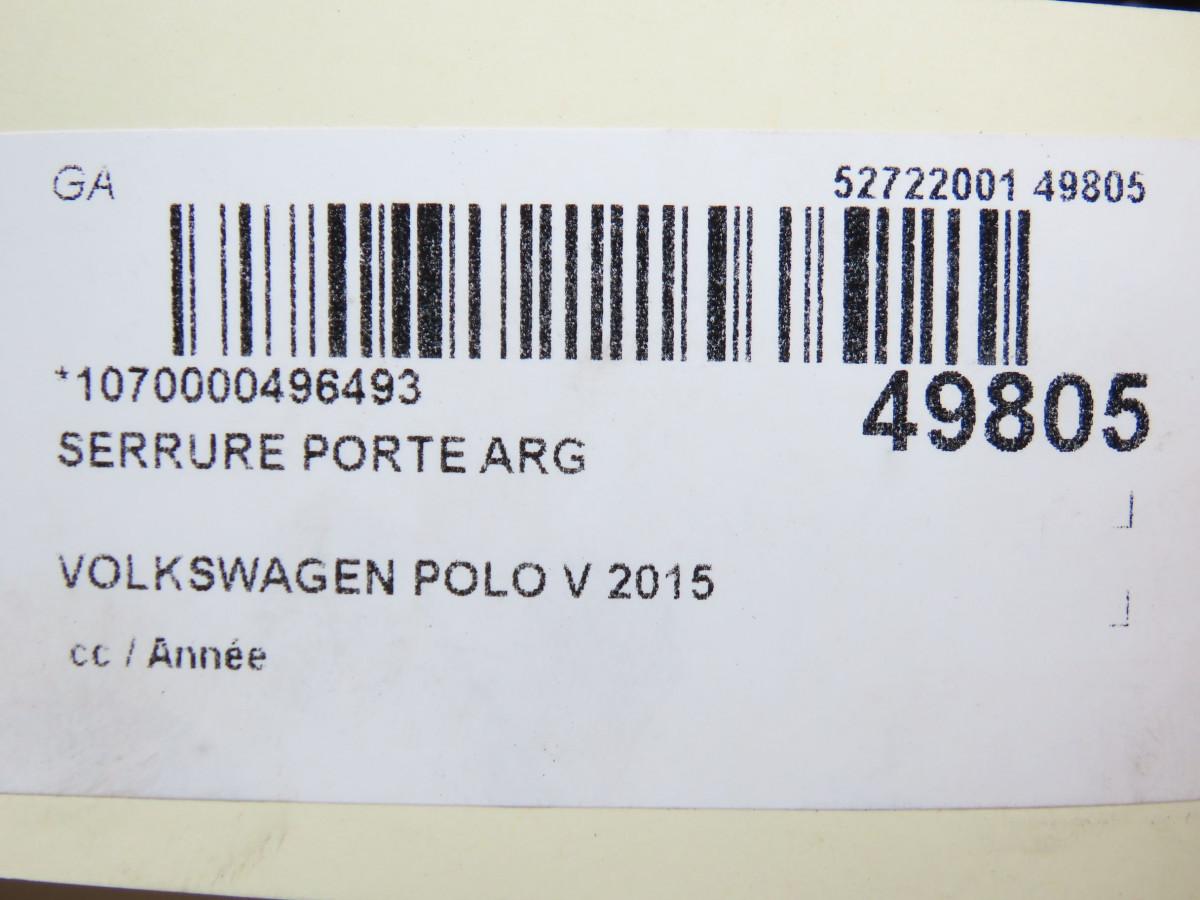 GA
52722001 49805
*1070000496493
49805
SERRURE PORTE ARG
VOLKSWAGEN POLO V 2015
cc / Année